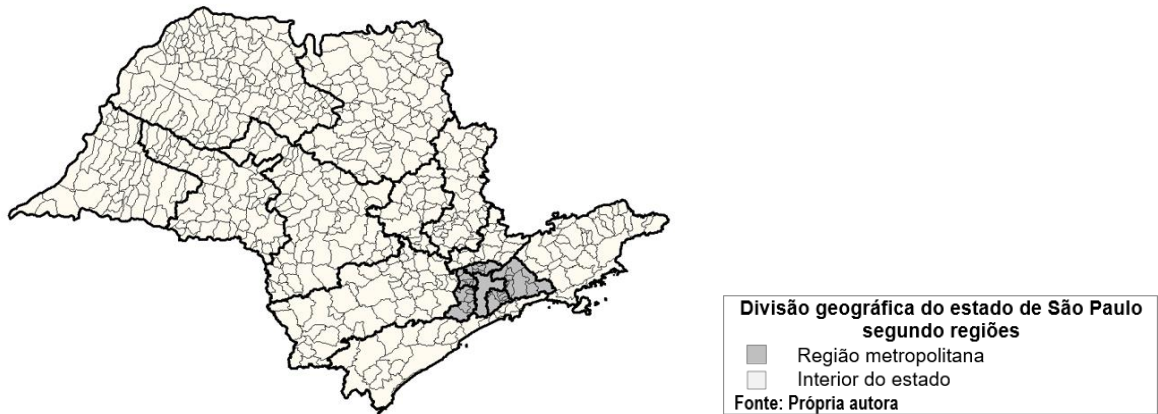 Divisão geográfica do estado de São Paulo
segundo regiões
Região metropolitana
Interior do estado
Fonte: Própria autora